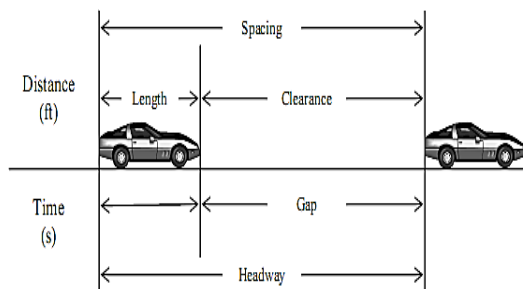 Spacing
Distance
(ft)
Length
Clearance
Time
(s)
Gap
Headway